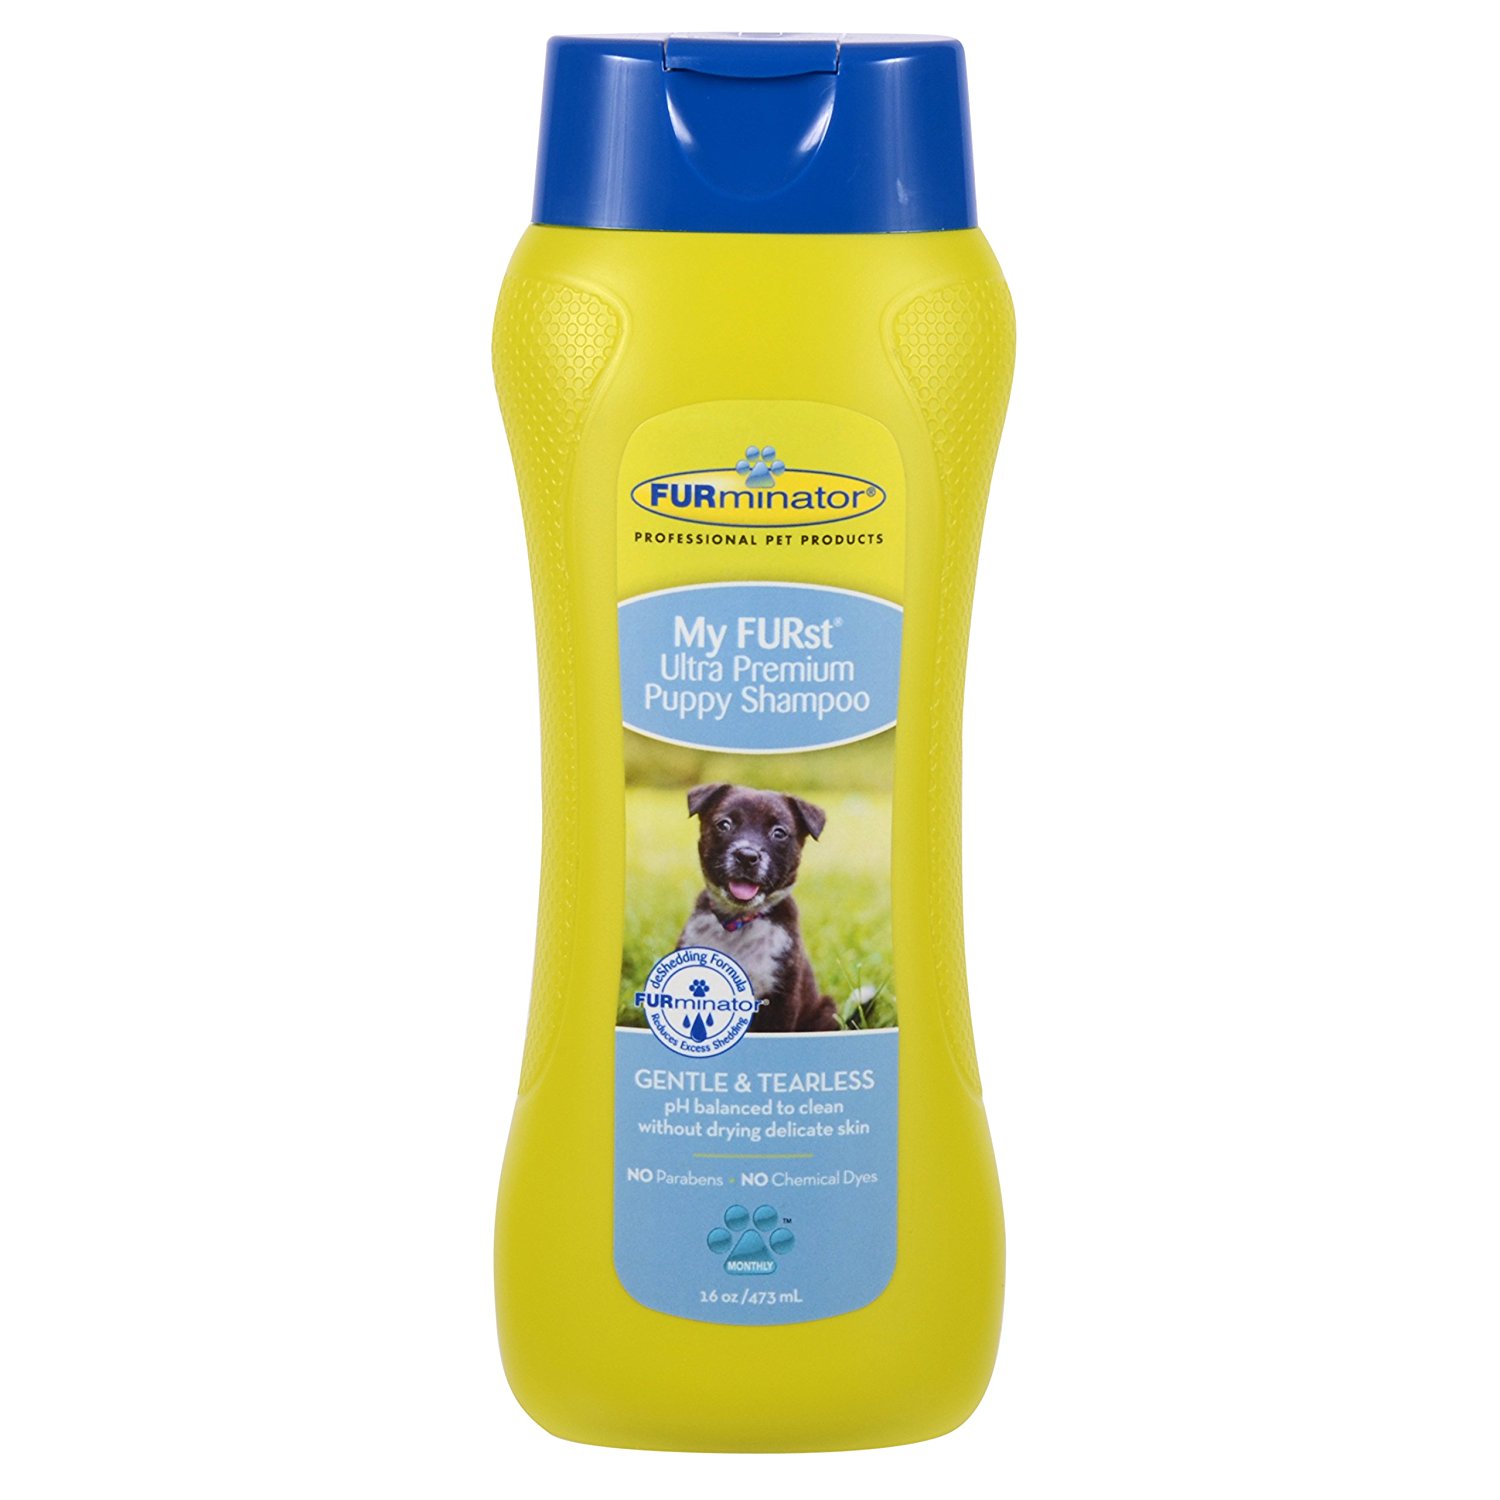 FURminator®
PROFESSIONAL PET PRODUCTS
My FURst®
Ultra Premium
Puppy Shampoo
deShedding Formula
FURminator®
Reduces Excess Shedding
GENTLE & TEARLESS
pH balanced to clean
without drying delicate skin
NO Parabens • NO Chemical Dyes
™
MONTHLY
16 oz/473 mL